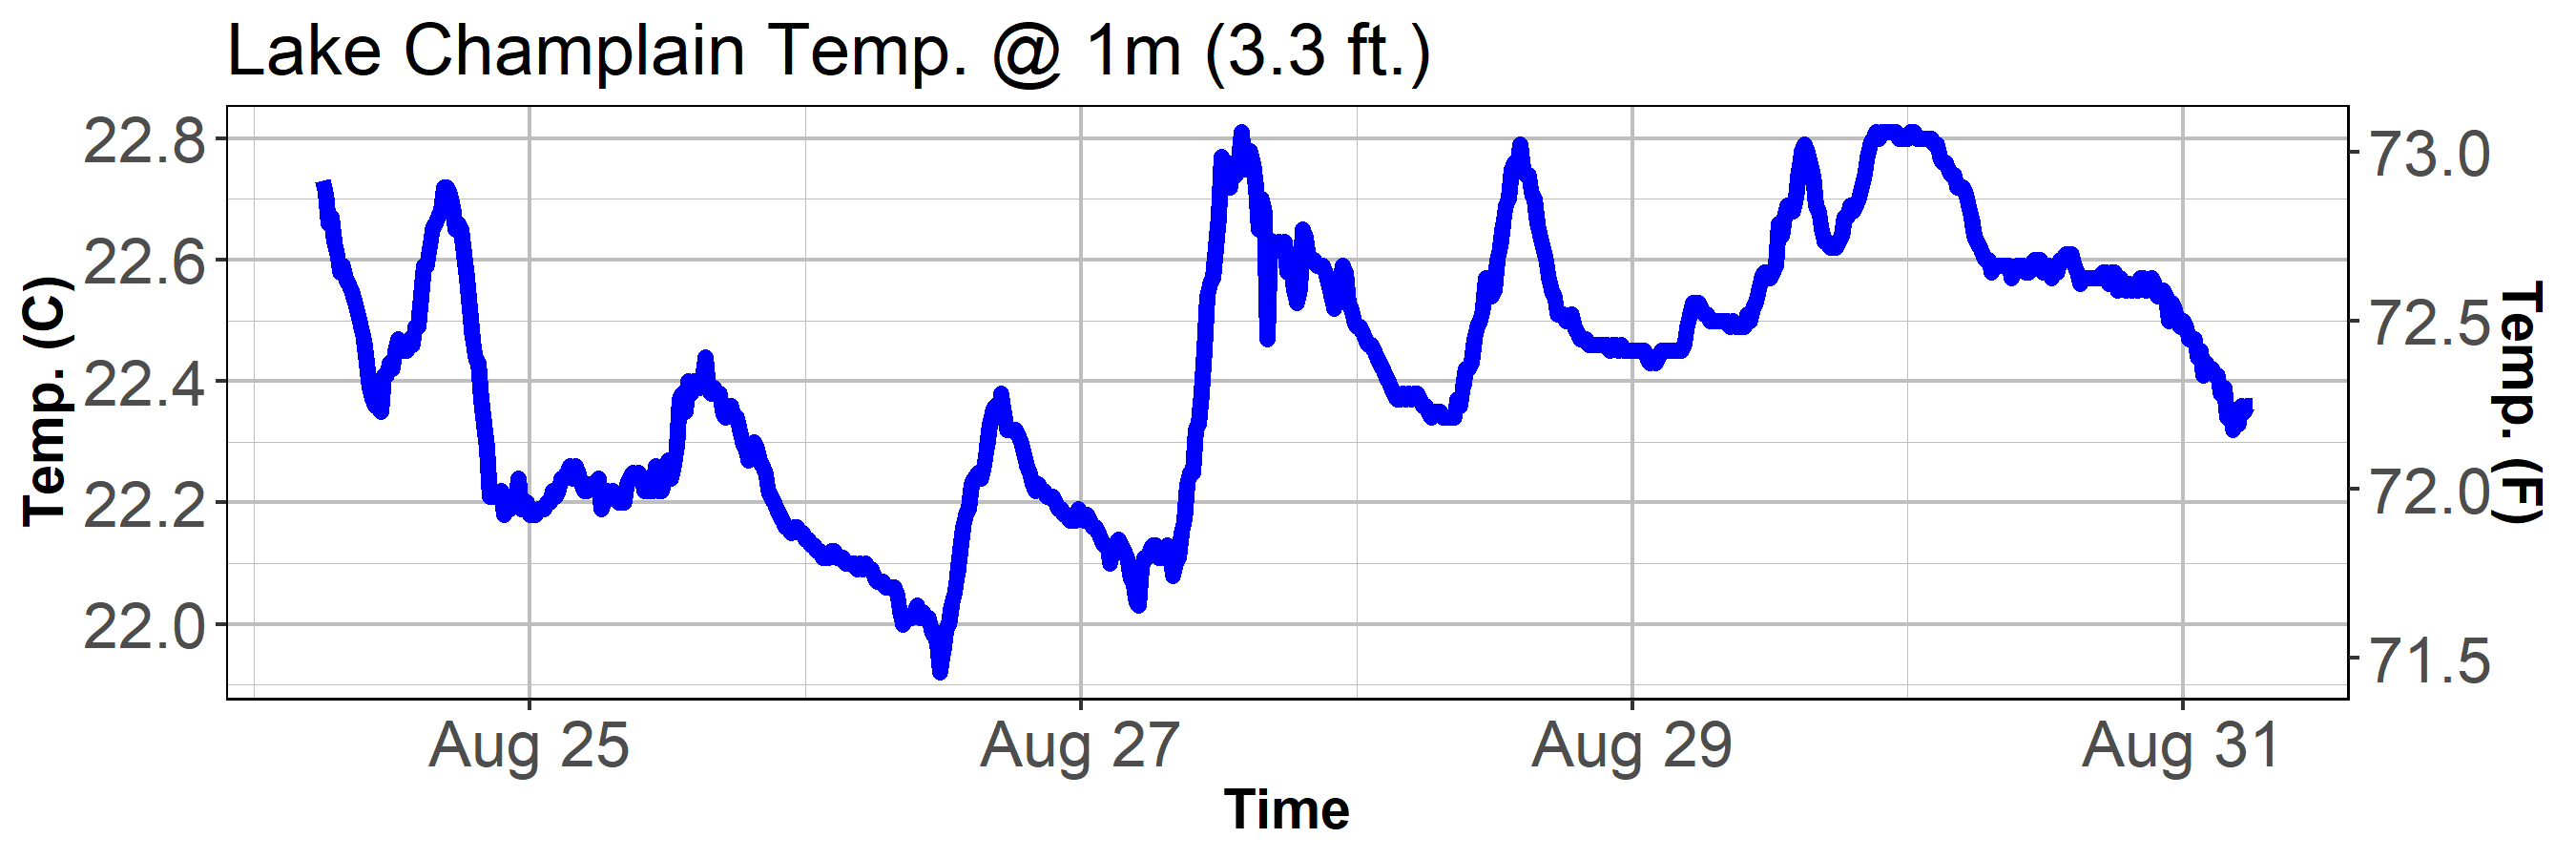 Lake Champlain Temp. @ 1m (3.3 ft.)
Temp. (C)
22.8
22.6
22.4
22.2
22.0
73.0
72.5
72.0
71.5
Temp. (F)
Aug 25 Aug 27 Aug 29 Aug 31
Time